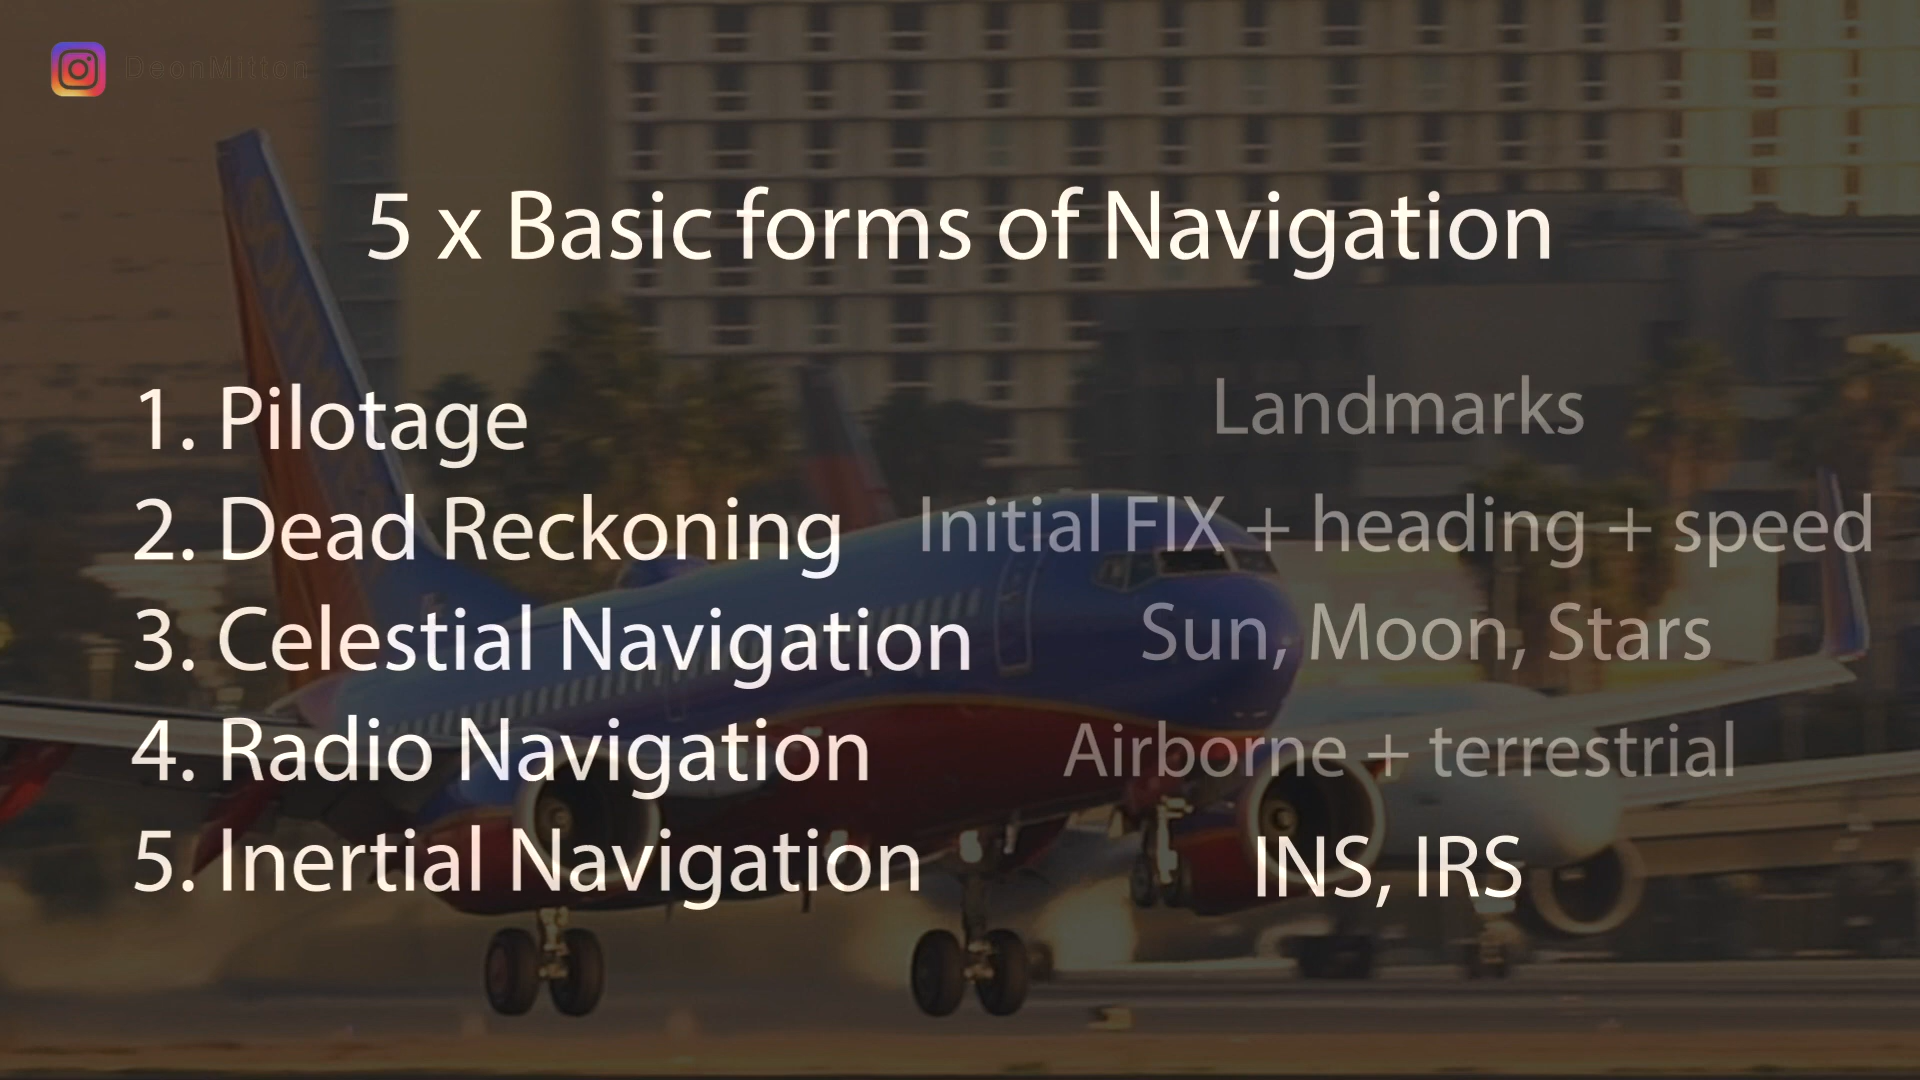 DeonMitton
5 x Basic forms of Navigation
1. Pilotage Landmarks
2. Dead Reckoning Initial FIX + heading + speed
3. Celestial Navigation Sun, Moon, Stars
4. Radio Navigation Airborne + terrestrial
5. Inertial Navigation INS, IRS